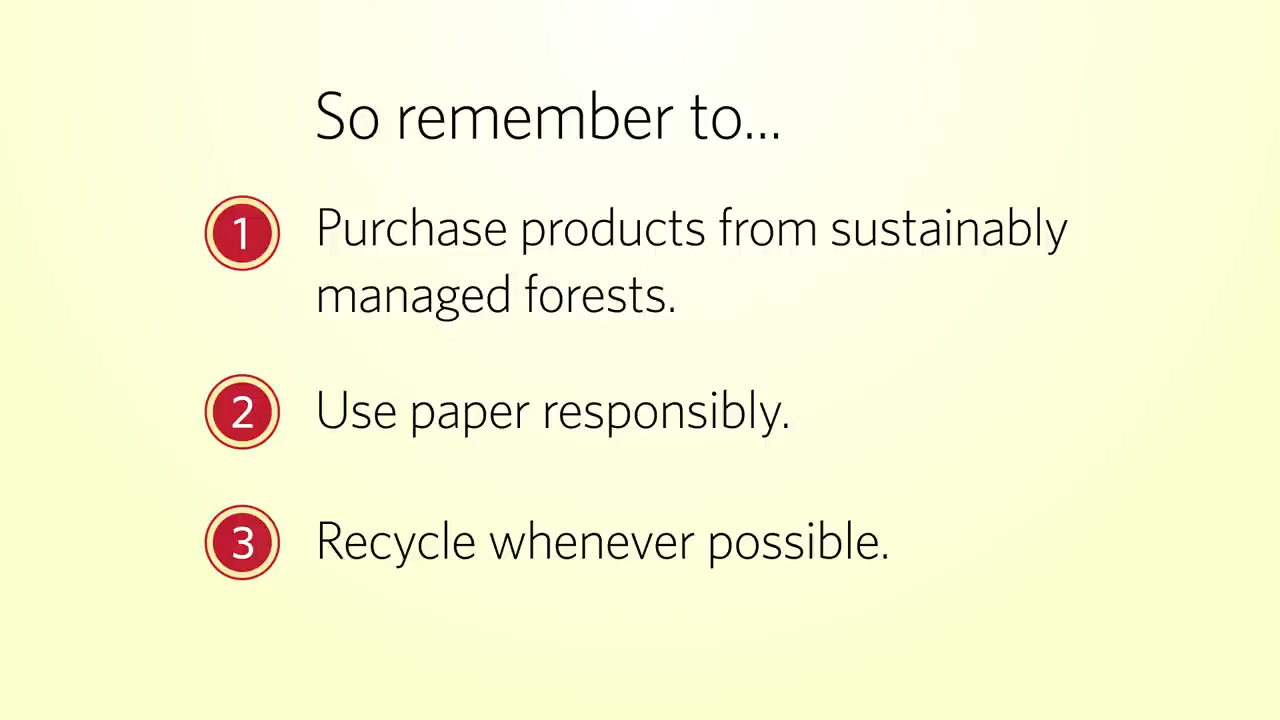 So remember to...
1 Purchase products from sustainably
managed forests.
2 Use paper responsibly.
3 Recycle whenever possible.